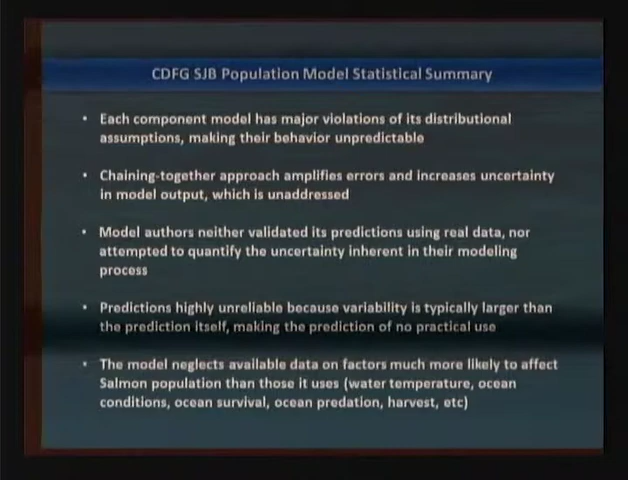 CDFG SJB Population Model Statistical Summary
• Each component model has major violations of its distributional
assumptions, making their behavior unpredictable
• Chaining-together approach amplifies errors and increases uncertainty
in model output, which is unaddressed
• Model authors neither validated its predictions using real data, nor
attempted to quantify the uncertainty inherent in their modeling
process
• Predictions highly unreliable because variability is typically larger than
the prediction itself, making the prediction of no practical use
• The model neglects available data on factors much more likely to affect
Salmon population than those it uses (water temperature, ocean
conditions, ocean survival, ocean predation, harvest, etc)